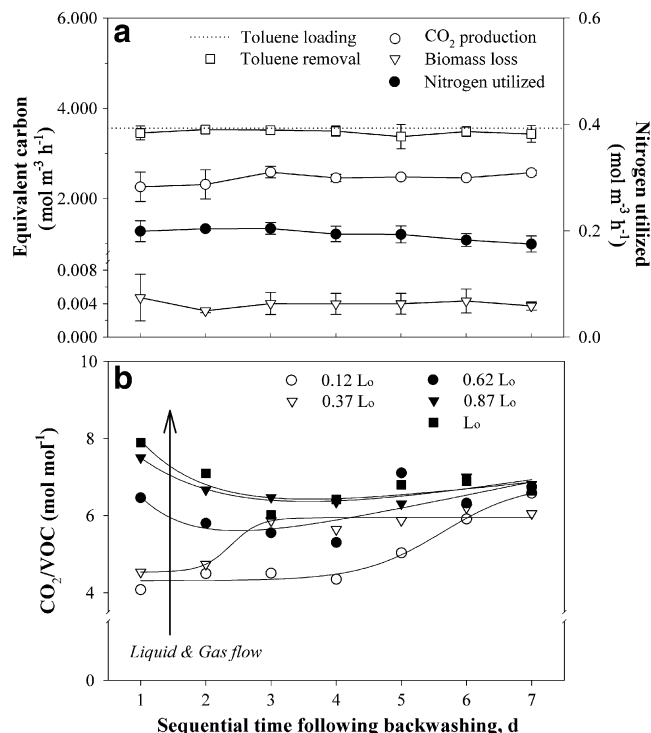 a
Toluene loading
Toluene removal
CO₂ production
Biomass loss
Nitrogen utilized
6.000
4.000
2.000
0.008
0.004
0.000
0.6
0.4
0.2
0.0
Equivalent carbon
(mol m⁻³ h⁻¹)
Nitrogen utilized
(mol m⁻³ h⁻¹)
b
0.12 Lₒ
0.37 Lₒ
0.62 Lₒ
0.87 Lₒ
Lₒ
10
8
6
4
0
CO₂/VOC (mol mol⁻¹)
Liquid & Gas flow
1 2 3 4 5 6 7
Sequential time following backwashing, d